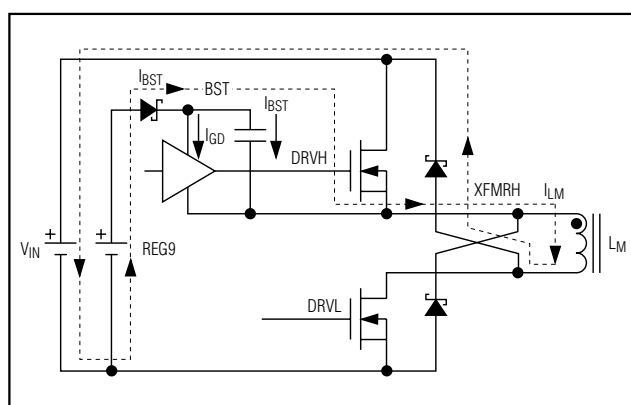 I_BST
BST
I_BST
I_GD
DRVH
XFMRH
I_LM
+
+
V_IN
REG9
L_M
DRVL